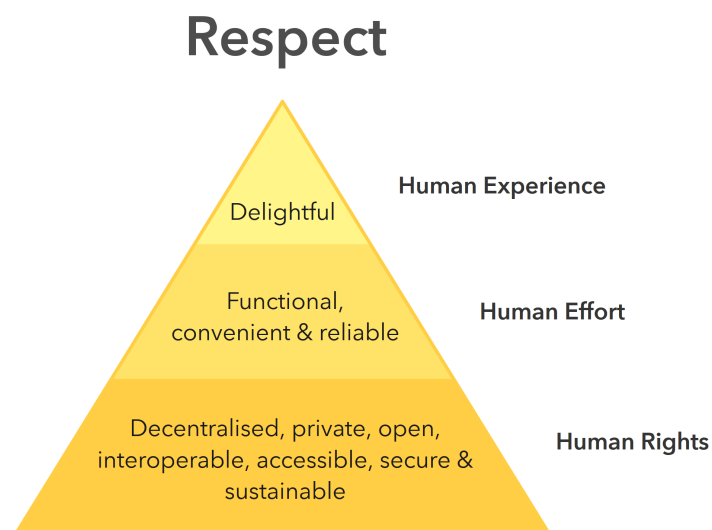 Respect
Human Experience
Delightful
Functional,
convenient & reliable
Human Effort
Decentralised, private, open,
interoperable, accessible, secure &
sustainable
Human Rights